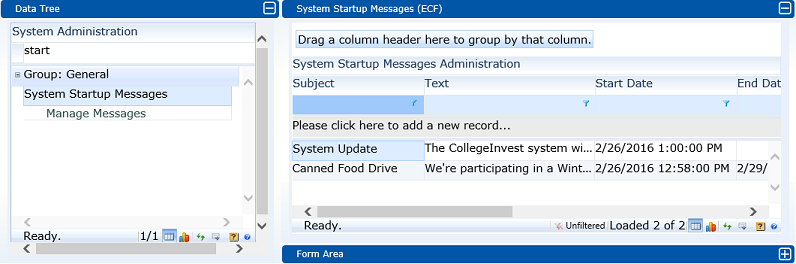 Data Tree
System Administration
start
Group: General
System Startup Messages
Manage Messages
Ready. 1/1
System Startup Messages (ECF)
Drag a column header here to group by that column.
System Startup Messages Administration
Subject Text Start Date End Dat
Please click here to add a new record...
System Update The CollegeInvest system wi... 2/26/2016 1:00:00 PM
Canned Food Drive We're participating in a Wint... 2/26/2016 12:58:00 PM 2/29/
Ready. Unfiltered Loaded 2 of 2
Form Area